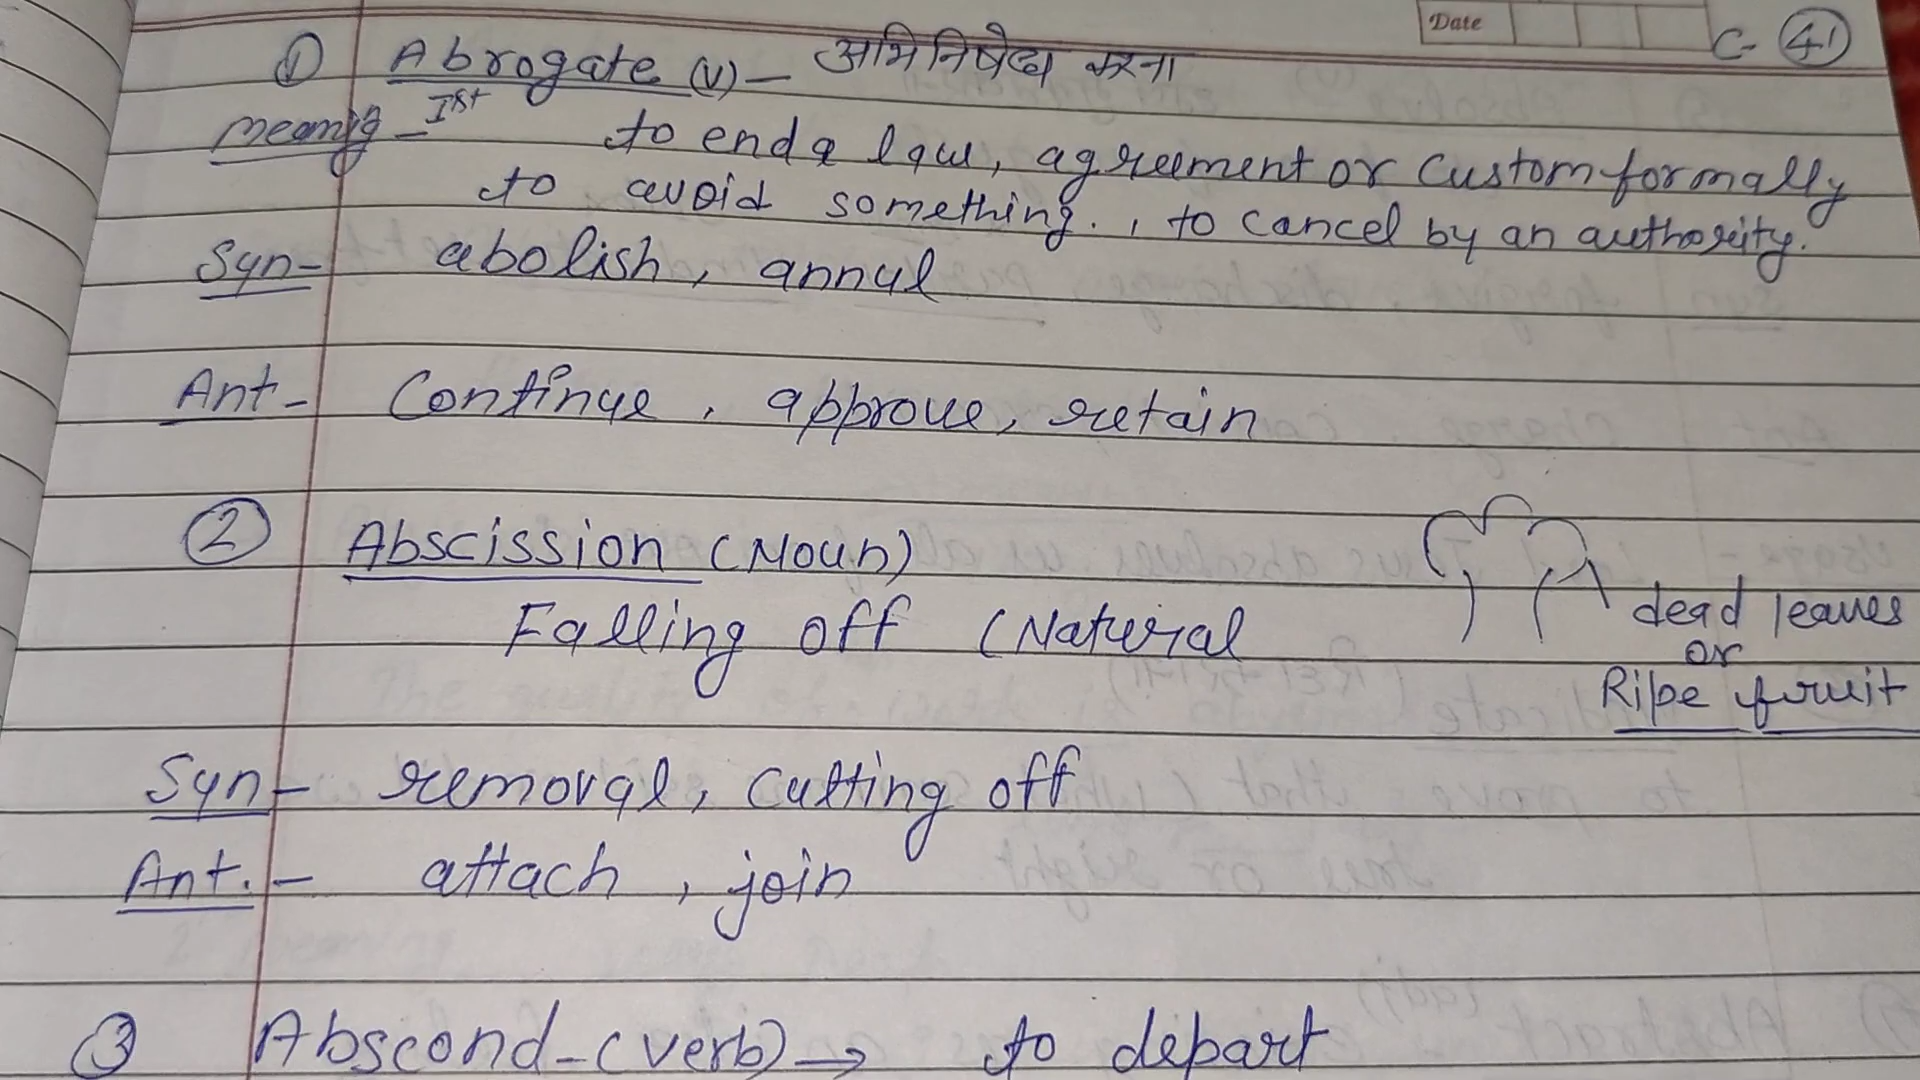 Date
C- 41
① Abrogate (v) – अभिनिषेध करना
Meaning – Ist to end a law, agreement or custom formally
to avoid something. , to cancel by an authority.
Syn- abolish, annul
Ant- Continue, approve, retain
② Abscission (Noun)
Falling off (Natural
dead leaves
or
Ripe fruit
Syn- removal, cutting off
Ant. - attach, join
③ Abscond - (verb) → to depart